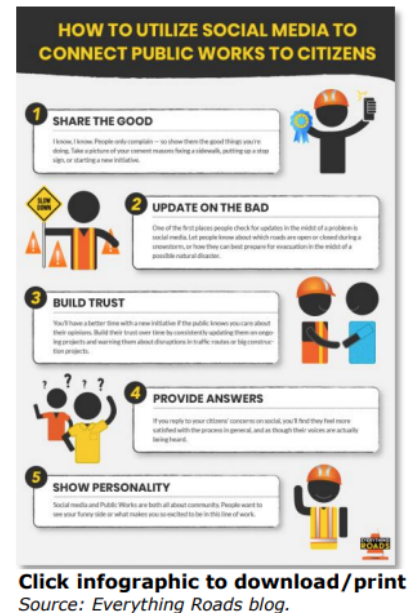 HOW TO UTILIZE SOCIAL MEDIA TO
CONNECT PUBLIC WORKS TO CITIZENS
1
SHARE THE GOOD
I know, I know. People only complain — so show them the good things you're
doing. Take a picture of your cement masons fixing a sidewalk, putting up a stop
sign, or starting a new initiative.
SLOW
DOWN
2
UPDATE ON THE BAD
One of the first places people check for updates in the midst of a problem is
social media. Let people know about which roads are open or closed during a
snowstorm, or how they can best prepare for evacuation in the midst of a
possible natural disaster.
3
BUILD TRUST
You'll have a better time with a new initiative if the public knows you care about
their opinions. Build their trust over time by consistently updating them on ongo-
ing projects and warning them about disruptions in traffic routes or big construc-
tion projects.
? ? ? ?
4
PROVIDE ANSWERS
If you reply to your citizens' concerns on social, you'll find they feel more
satisfied with the process in general, and as though their voices are actually
being heard.
5
SHOW PERSONALITY
Social media and Public Works are both all about community. People want to
see your funny side or what makes you so excited to be in this line of work.
EVERYTHING
ROADS
Click infographic to download/print
Source: Everything Roads blog.